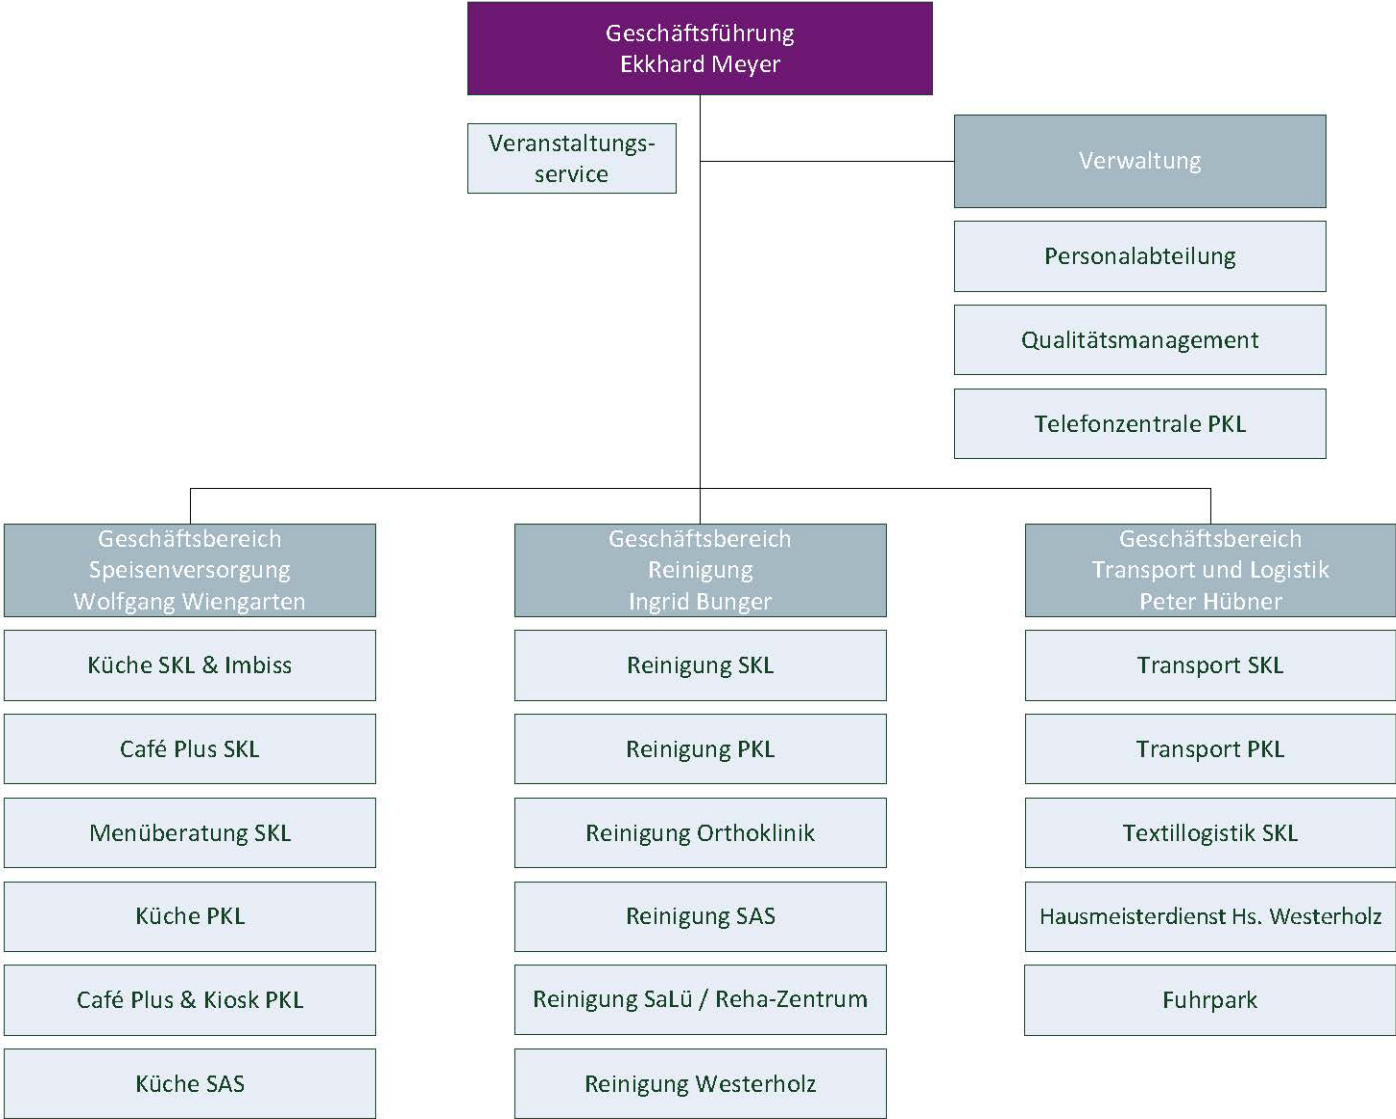 Geschäftsführung
Ekkhard Meyer
Veranstaltungs-
service
Verwaltung
Personalabteilung
Qualitätsmanagement
Telefonzentrale PKL
Geschäftsbereich
Speisenversorgung
Wolfgang Wiengarten
Küche SKL & Imbiss
Café Plus SKL
Menüberatung SKL
Küche PKL
Café Plus & Kiosk PKL
Küche SAS
Geschäftsbereich
Reinigung
Ingrid Bunger
Reinigung SKL
Reinigung PKL
Reinigung Orthoklinik
Reinigung SAS
Reinigung SaLü / Reha-Zentrum
Reinigung Westerholz
Geschäftsbereich
Transport und Logistik
Peter Hübner
Transport SKL
Transport PKL
Textillogistik SKL
Hausmeisterdienst Hs. Westerholz
Fuhrpark